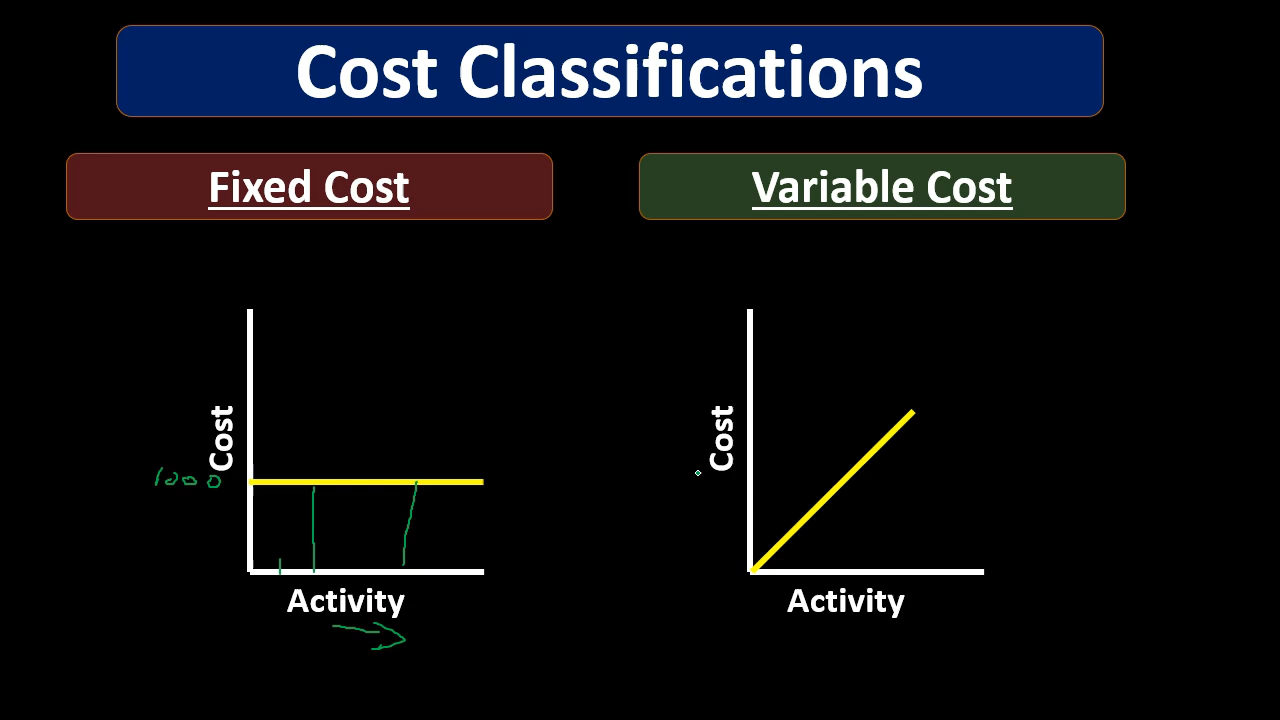 Cost Classifications
Fixed Cost
Variable Cost
Cost
1000
Activity
Cost
Activity